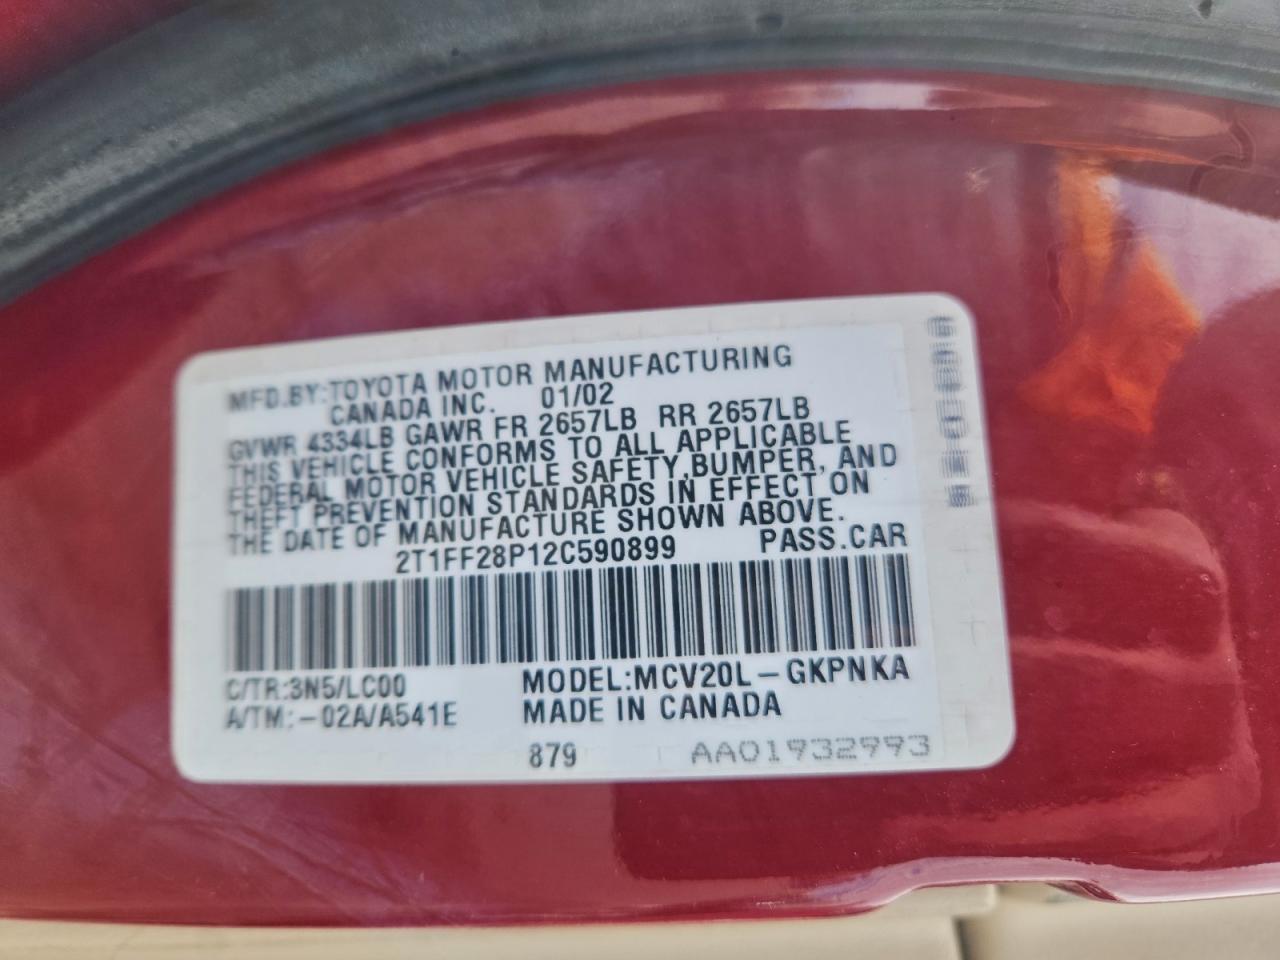 MFD.BY:TOYOTA MOTOR MANUFACTURING
CANADA INC. 01/02
GVWR 4334LB GAWR FR 2657LB RR 2657LB
THIS VEHICLE CONFORMS TO ALL APPLICABLE
FEDERAL MOTOR VEHICLE SAFETY,BUMPER, AND
THEFT PREVENTION STANDARDS IN EFFECT ON
THE DATE OF MANUFACTURE SHOWN ABOVE.
2T1FF28P12C590899 PASS.CAR
C/TR:3N5/LC00 MODEL:MCV20L-GKPNKA
A/TM:-02A/A541E MADE IN CANADA
879 AA01932993